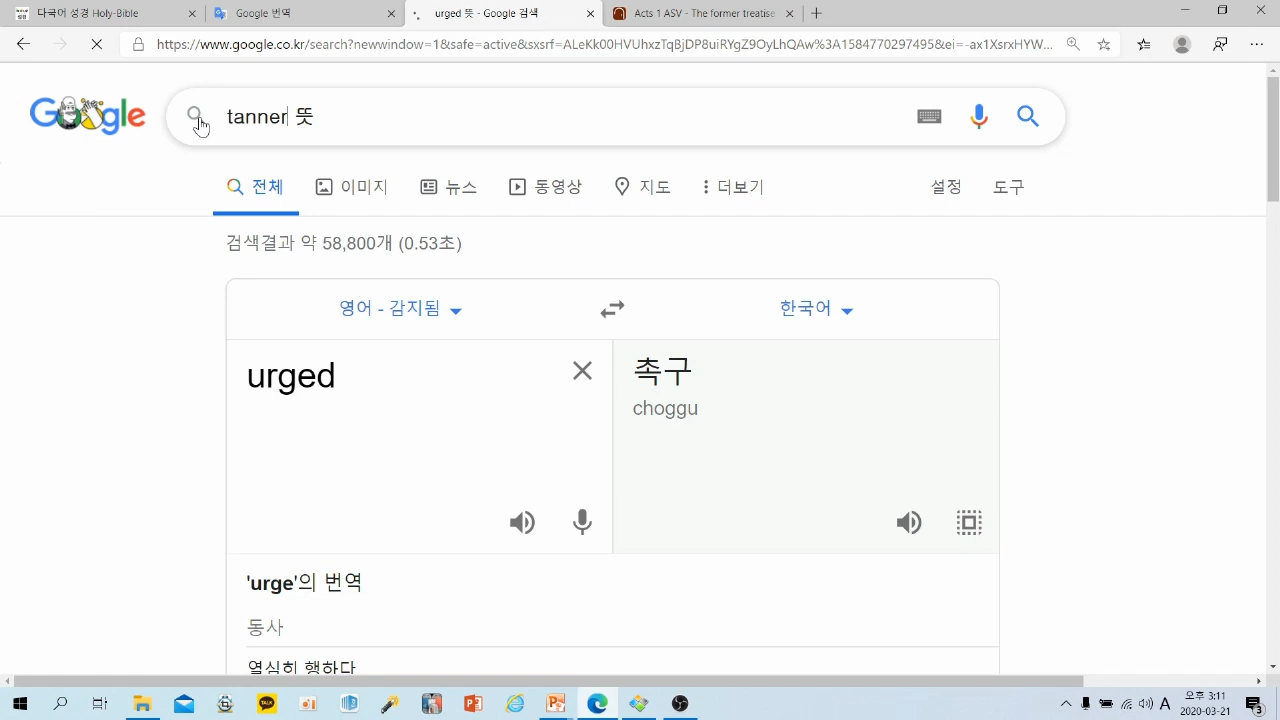 다국어 성경 Holy-Bible
Google 번역
urged 뜻 - Google 검색
Acts 1 ASV - The former treatise
https://www.google.co.kr/search?newwindow=1&safe=active&sxsrf=ALeKk00HVUhxzTqBjDP8uiRYgZ9OyLhQAw%3A1584770297495&ei=-ax1XsrxHYW...
Google
tanner 뜻
전체
이미지
뉴스
동영상
지도
더보기
설정
도구
검색결과 약 58,800개 (0.53초)
영어 - 감지됨
한국어
urged
촉구
choggu
'urge'의 번역
동사
열심히 행하다
TALK
A
오후 3:11
2020-03-21
3